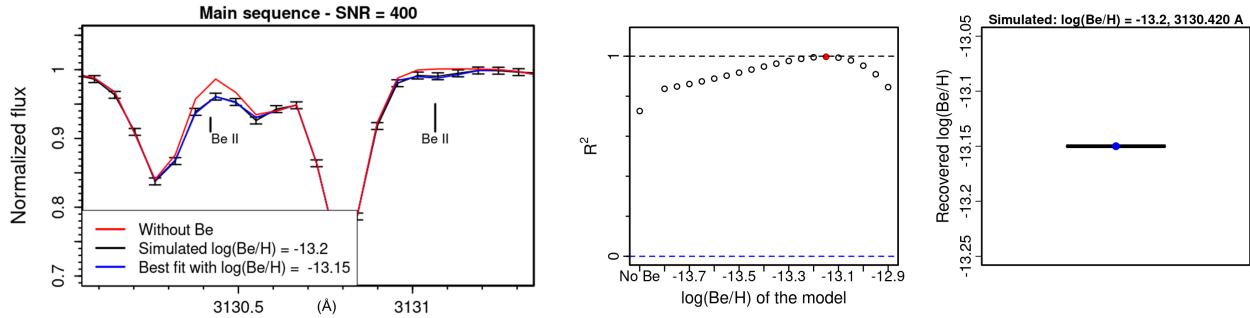 Main sequence - SNR = 400
Normalized flux
1
0.9
0.8
0.7
Be II
Be II
Without Be
Simulated log(Be/H) = -13.2
Best fit with log(Be/H) = -13.15
3130.5
(Å)
3131
R²
1
0
No Be
-13.7
-13.5
-13.3
-13.1
-12.9
log(Be/H) of the model
Simulated: log(Be/H) = -13.2, 3130.420 A
Recovered log(Be/H)
-13.05
-13.1
-13.15
-13.2
-13.25